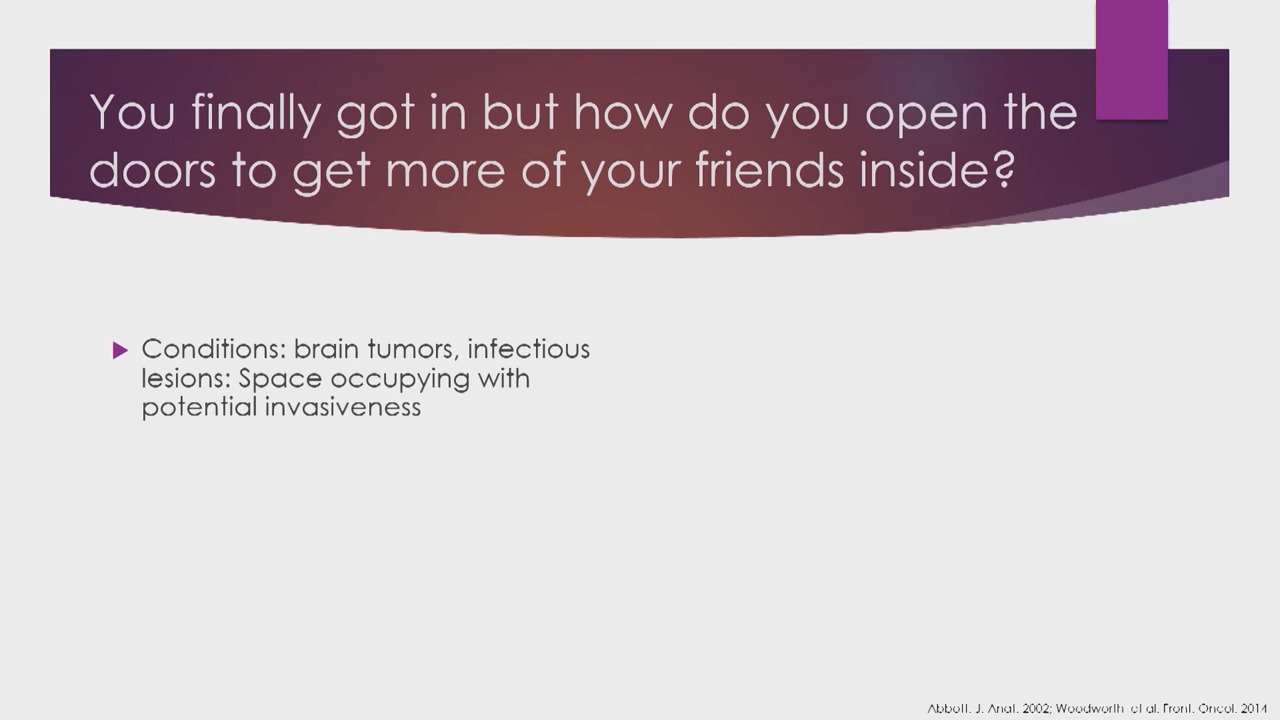 You finally got in but how do you open the
doors to get more of your friends inside?
Conditions: brain tumors, infectious
lesions: Space occupying with
potential invasiveness
Abbott. J. Anat. 2002; Woodworth et al. Front. Oncol. 2014